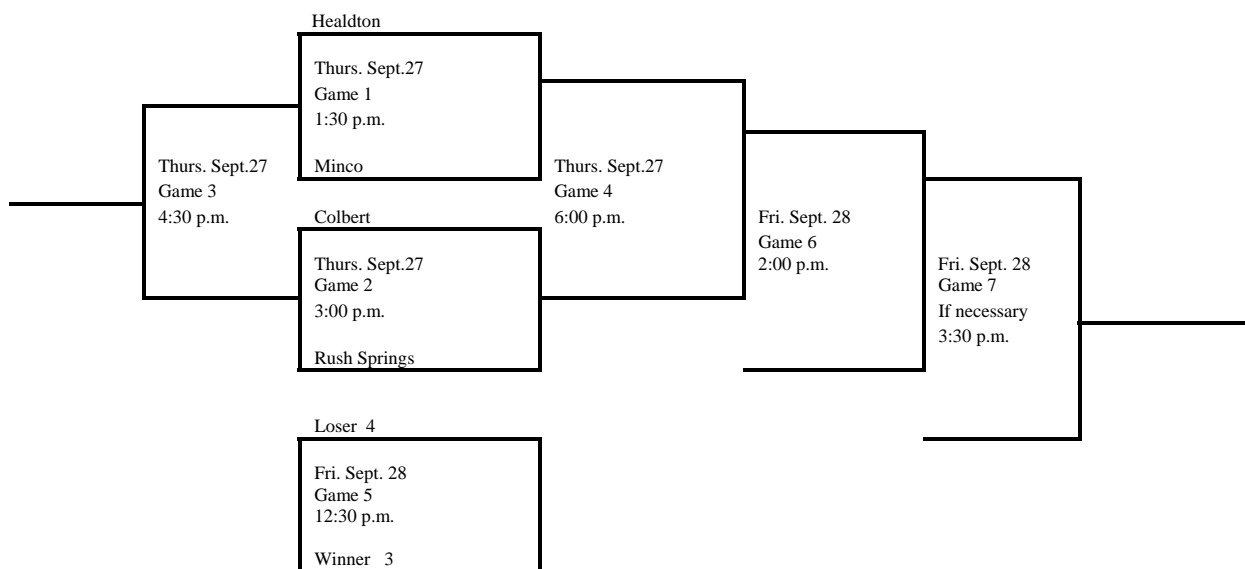 Healdton
Thurs. Sept.27
Game 1
1:30 p.m.
Minco
Thurs. Sept.27
Game 3
4:30 p.m.
Thurs. Sept.27
Game 4
6:00 p.m.
Colbert
Thurs. Sept.27
Game 2
3:00 p.m.
Rush Springs
Fri. Sept. 28
Game 6
2:00 p.m.
Fri. Sept. 28
Game 7
If necessary
3:30 p.m.
Loser 4
Fri. Sept. 28
Game 5
12:30 p.m.
Winner 3